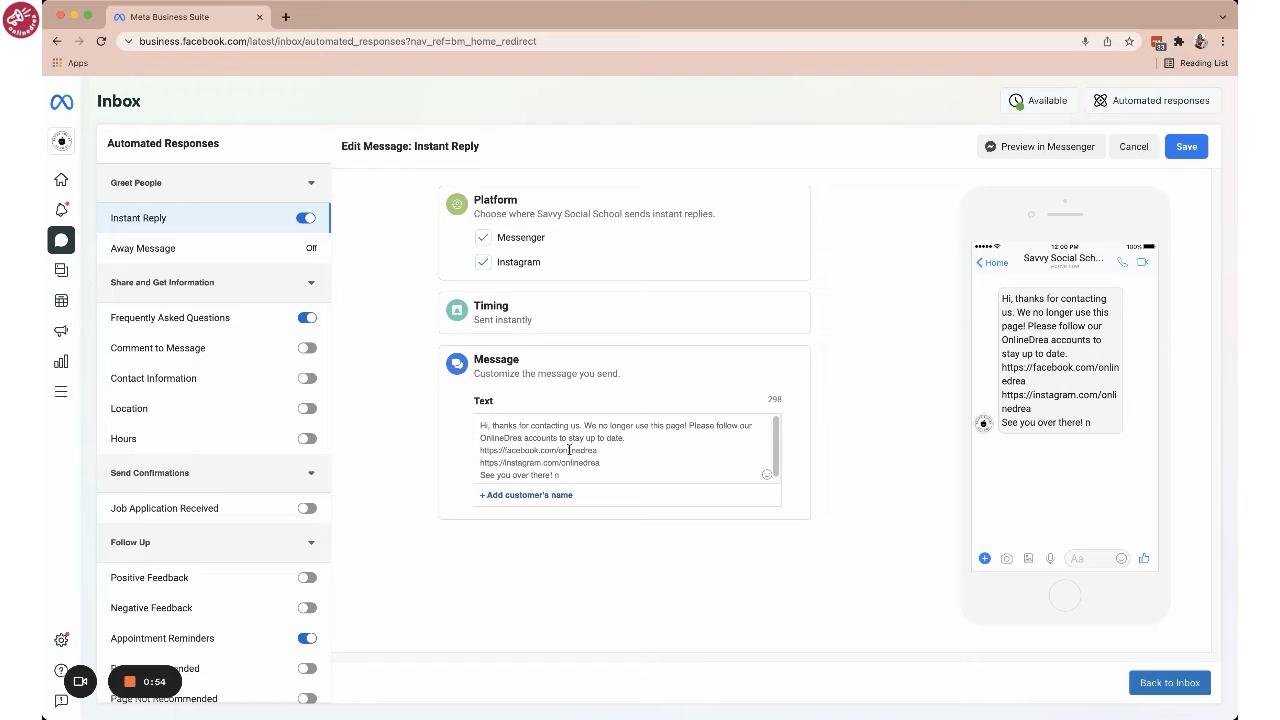 onlinedrea
Meta Business Suite
business.facebook.com/latest/inbox/automated_responses?nav_ref=bm_home_redirect
33
Apps
Reading List
Inbox
Available
Automated responses
Automated Responses
Edit Message: Instant Reply
Preview in Messenger
Cancel
Save
Greet People
Instant Reply
Away Message
Off
Share and Get Information
Frequently Asked Questions
Comment to Message
Contact Information
Location
Hours
Send Confirmations
Job Application Received
Follow Up
Positive Feedback
Negative Feedback
Appointment Reminders
Page Not Recommended
0:54
Platform
Choose where Savvy Social School sends instant replies.
Messenger
Instagram
Timing
Sent instantly
Message
Customize the message you send.
Text
298
Hi, thanks for contacting us. We no longer use this page! Please follow our
OnlineDrea accounts to stay up to date.
https://facebook.com/onlinedrea
https://instagram.com/onlinedrea
See you over there! n
+ Add customer's name
12:00 PM
100%
Home
Savvy Social Sch...
Hi, thanks for contacting
us. We no longer use this
page! Please follow our
OnlineDrea accounts to
stay up to date.
https://facebook.com/onlin
edrea
https://instagram.com/onli
nedrea
See you over there! n
Aa
Back to Inbox